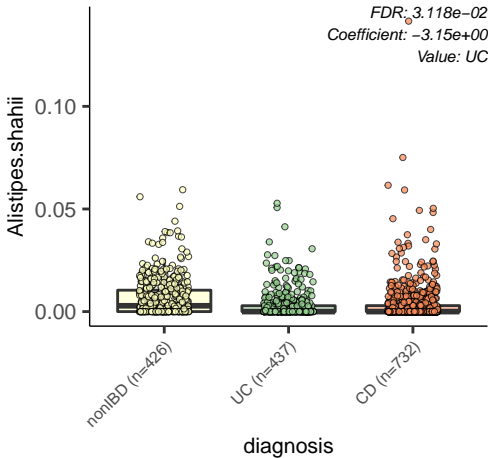 FDR: 3.118e−02
Coefficient: −3.15e+00
Value: UC
Alistipes.shahii
0.10
0.05
0.00
nonIBD (n=426)
UC (n=437)
CD (n=732)
diagnosis